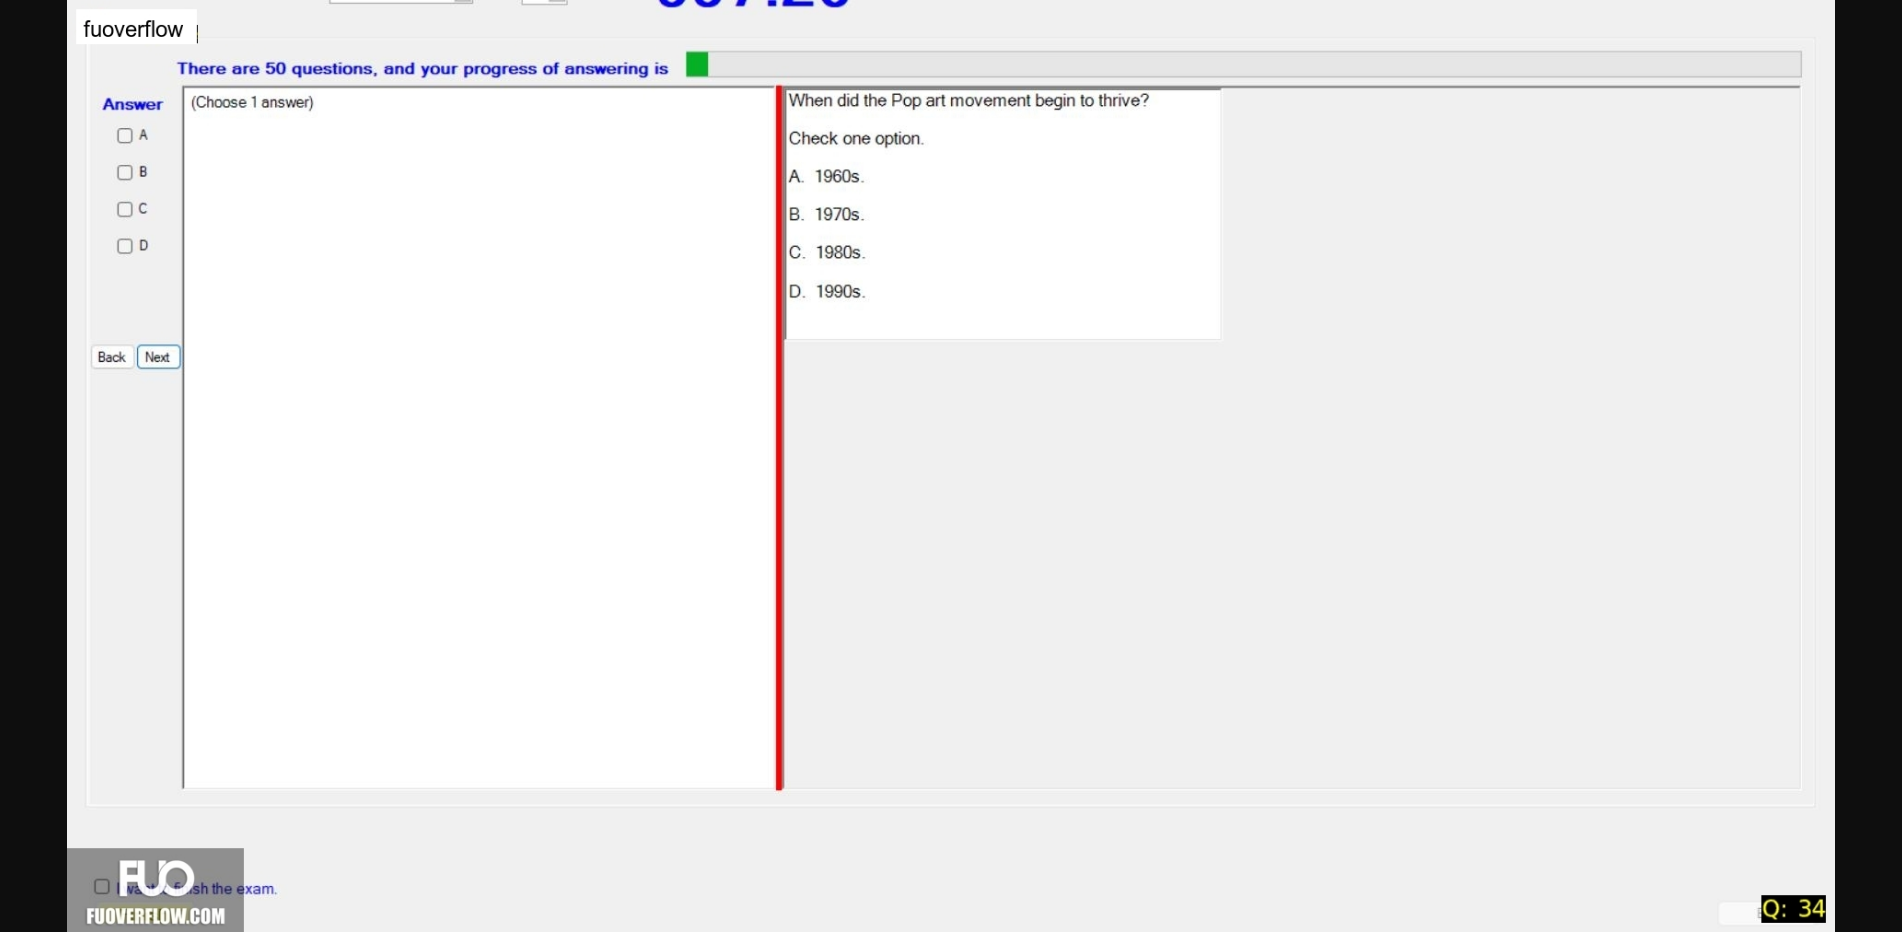 fuoverflow
There are 50 questions, and your progress of answering is
Answer
(Choose 1 answer)
A
B
C
D
Back
Next
When did the Pop art movement begin to thrive?
Check one option.
A. 1960s.
B. 1970s.
C. 1980s.
D. 1990s.
FUO
sh the exam.
FUOVERFLOW.COM
Q: 34